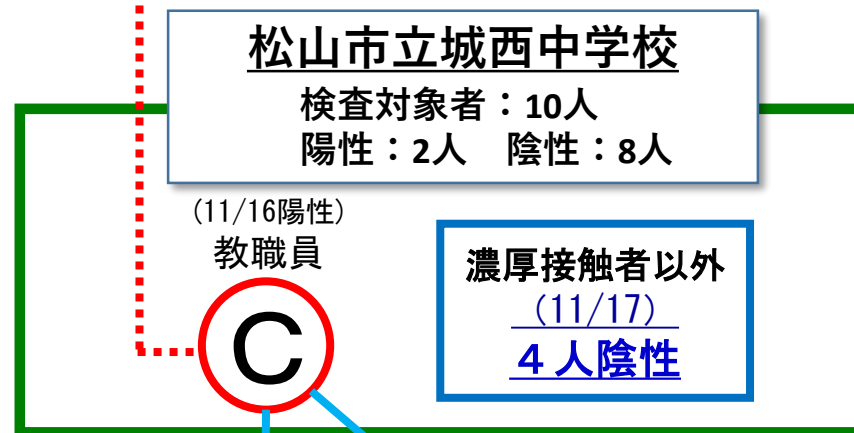 松山市立城西中学校
検査対象者：10人
陽性：2人　陰性：8人
(11/16陽性)
教職員
C
濃厚接触者以外
(11/17)
４人陰性